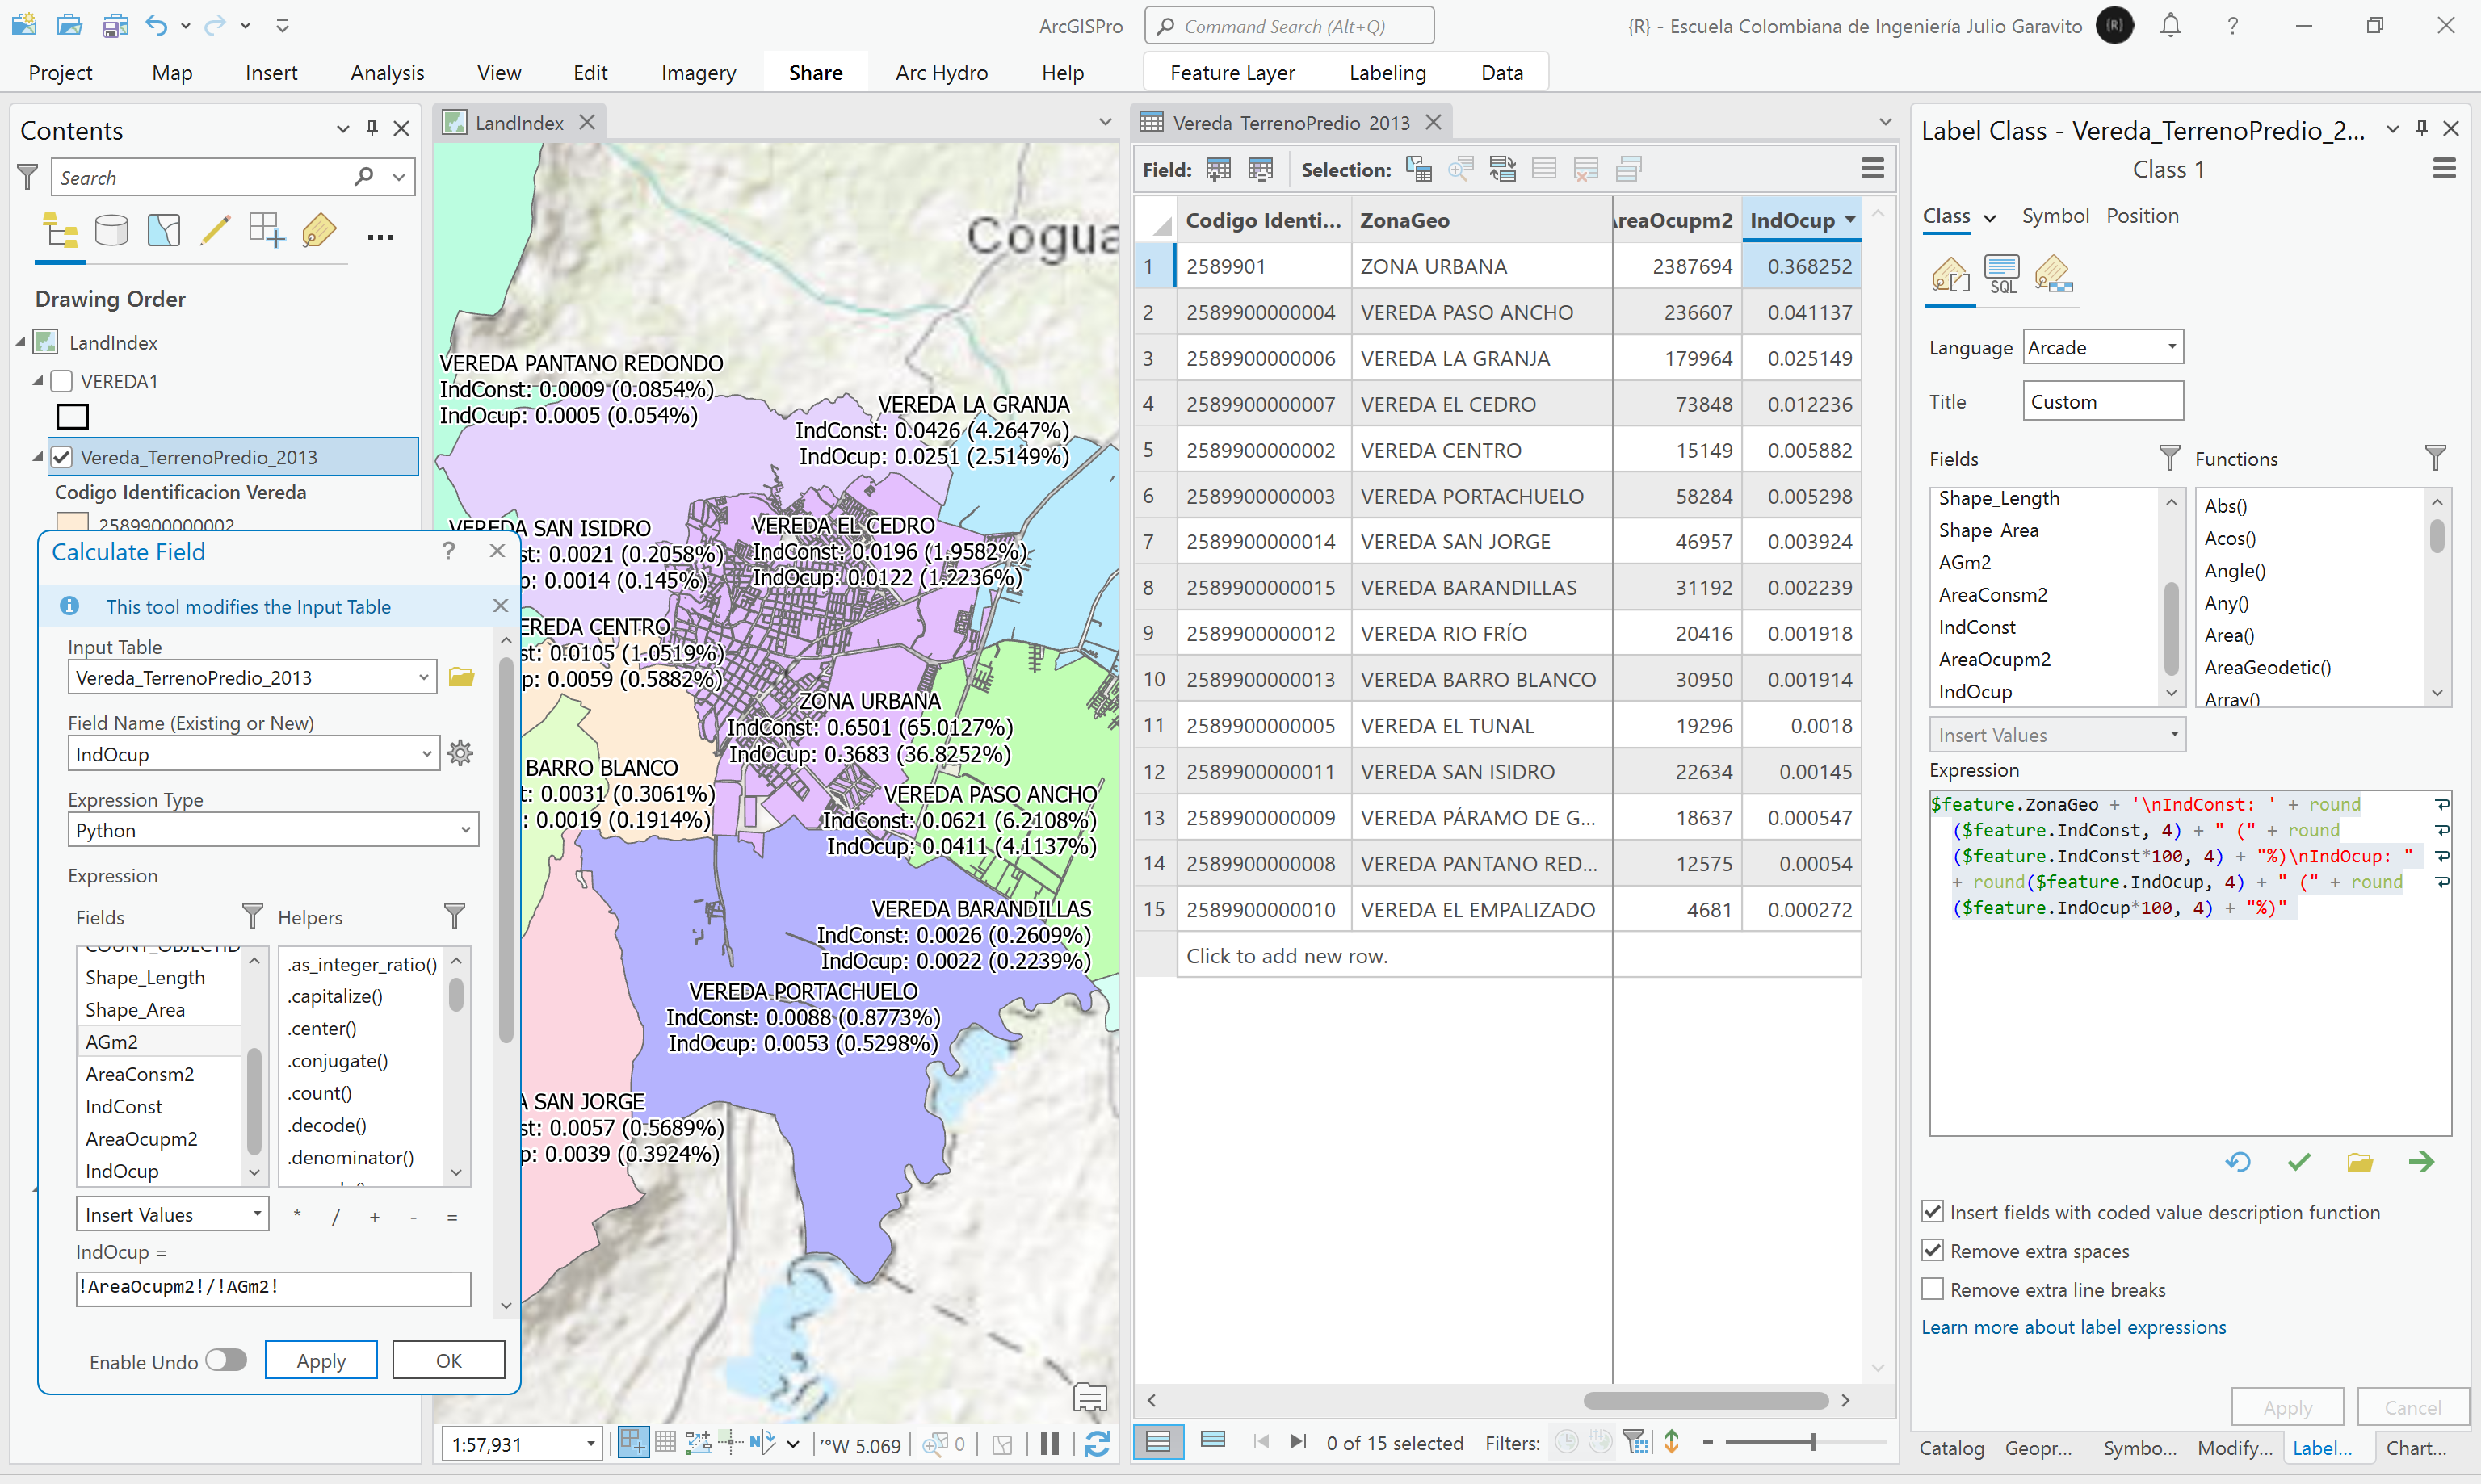 ArcGISPro
Command Search (Alt+Q)
{R} - Escuela Colombiana de Ingeniería Julio Garavito
{R}
?
Project
Map
Insert
Analysis
View
Edit
Imagery
Share
Arc Hydro
Help
Feature Layer
Labeling
Data
Contents
Search
Drawing Order
LandIndex
VEREDA1
Vereda_TerrenoPredio_2013
Codigo Identificacion Vereda
2589900000002
Calculate Field
?
This tool modifies the Input Table
Input Table
Vereda_TerrenoPredio_2013
Field Name (Existing or New)
IndOcup
Expression Type
Python
Expression
Fields
Helpers
COUNT_OBJECTID
Shape_Length
Shape_Area
AGm2
AreaConsm2
IndConst
AreaOcupm2
IndOcup
.as_integer_ratio()
.capitalize()
.center()
.conjugate()
.count()
.decode()
.denominator()
Insert Values
* / + - =
IndOcup =
!AreaOcupm2!/!AGm2!
Enable Undo
Apply
OK
LandIndex
Cogua
VEREDA PANTANO REDONDO
IndConst: 0.0009 (0.0854%)
IndOcup: 0.0005 (0.054%)
VEREDA LA GRANJA
IndConst: 0.0426 (4.2647%)
IndOcup: 0.0251 (2.5149%)
VEREDA SAN ISIDRO
st: 0.0021 (0.2058%)
p: 0.0014 (0.145%)
VEREDA EL CEDRO
IndConst: 0.0196 (1.9582%)
IndOcup: 0.0122 (1.2236%)
EREDA CENTRO
st: 0.0105 (1.0519%)
p: 0.0059 (0.5882%)
ZONA URBANA
IndConst: 0.6501 (65.0127%)
IndOcup: 0.3683 (36.8252%)
BARRO BLANCO
t: 0.0031 (0.3061%)
: 0.0019 (0.1914%)
VEREDA PASO ANCHO
IndConst: 0.0621 (6.2108%)
IndOcup: 0.0411 (4.1137%)
VEREDA BARANDILLAS
IndConst: 0.0026 (0.2609%)
IndOcup: 0.0022 (0.2239%)
VEREDA PORTACHUELO
IndConst: 0.0088 (0.8773%)
IndOcup: 0.0053 (0.5298%)
A SAN JORGE
st: 0.0057 (0.5689%)
p: 0.0039 (0.3924%)
1:57,931
°W 5.069
0
Vereda_TerrenoPredio_2013
Field:
Selection:
Codigo Identi... ZonaGeo AreaOcupm2 IndOcup
1 2589901 ZONA URBANA 2387694 0.368252
2 2589900000004 VEREDA PASO ANCHO 236607 0.041137
3 2589900000006 VEREDA LA GRANJA 179964 0.025149
4 2589900000007 VEREDA EL CEDRO 73848 0.012236
5 2589900000002 VEREDA CENTRO 15149 0.005882
6 2589900000003 VEREDA PORTACHUELO 58284 0.005298
7 2589900000014 VEREDA SAN JORGE 46957 0.003924
8 2589900000015 VEREDA BARANDILLAS 31192 0.002239
9 2589900000012 VEREDA RIO FRÍO 20416 0.001918
10 2589900000013 VEREDA BARRO BLANCO 30950 0.001914
11 2589900000005 VEREDA EL TUNAL 19296 0.0018
12 2589900000011 VEREDA SAN ISIDRO 22634 0.00145
13 2589900000009 VEREDA PÁRAMO DE G... 18637 0.000547
14 2589900000008 VEREDA PANTANO RED... 12575 0.00054
15 2589900000010 VEREDA EL EMPALIZADO 4681 0.000272
Click to add new row.
0 of 15 selected
Filters:
Label Class - Vereda_TerrenoPredio_2...
Class 1
Class
Symbol
Position
SQL
Language
Arcade
Title
Custom
Fields
Functions
Shape_Length
Shape_Area
AGm2
AreaConsm2
IndConst
AreaOcupm2
IndOcup
Abs()
Acos()
Angle()
Any()
Area()
AreaGeodetic()
Array()
Insert Values
Expression
$feature.ZonaGeo + '\nIndConst: ' + round
($feature.IndConst, 4) + " (" + round
($feature.IndConst*100, 4) + "%)\nIndOcup: "
+ round($feature.IndOcup, 4) + " (" + round
($feature.IndOcup*100, 4) + "%)"
Insert fields with coded value description function
Remove extra spaces
Remove extra line breaks
Learn more about label expressions
Apply
Cancel
Catalog
Geopr...
Symbo...
Modify...
Label...
Chart...